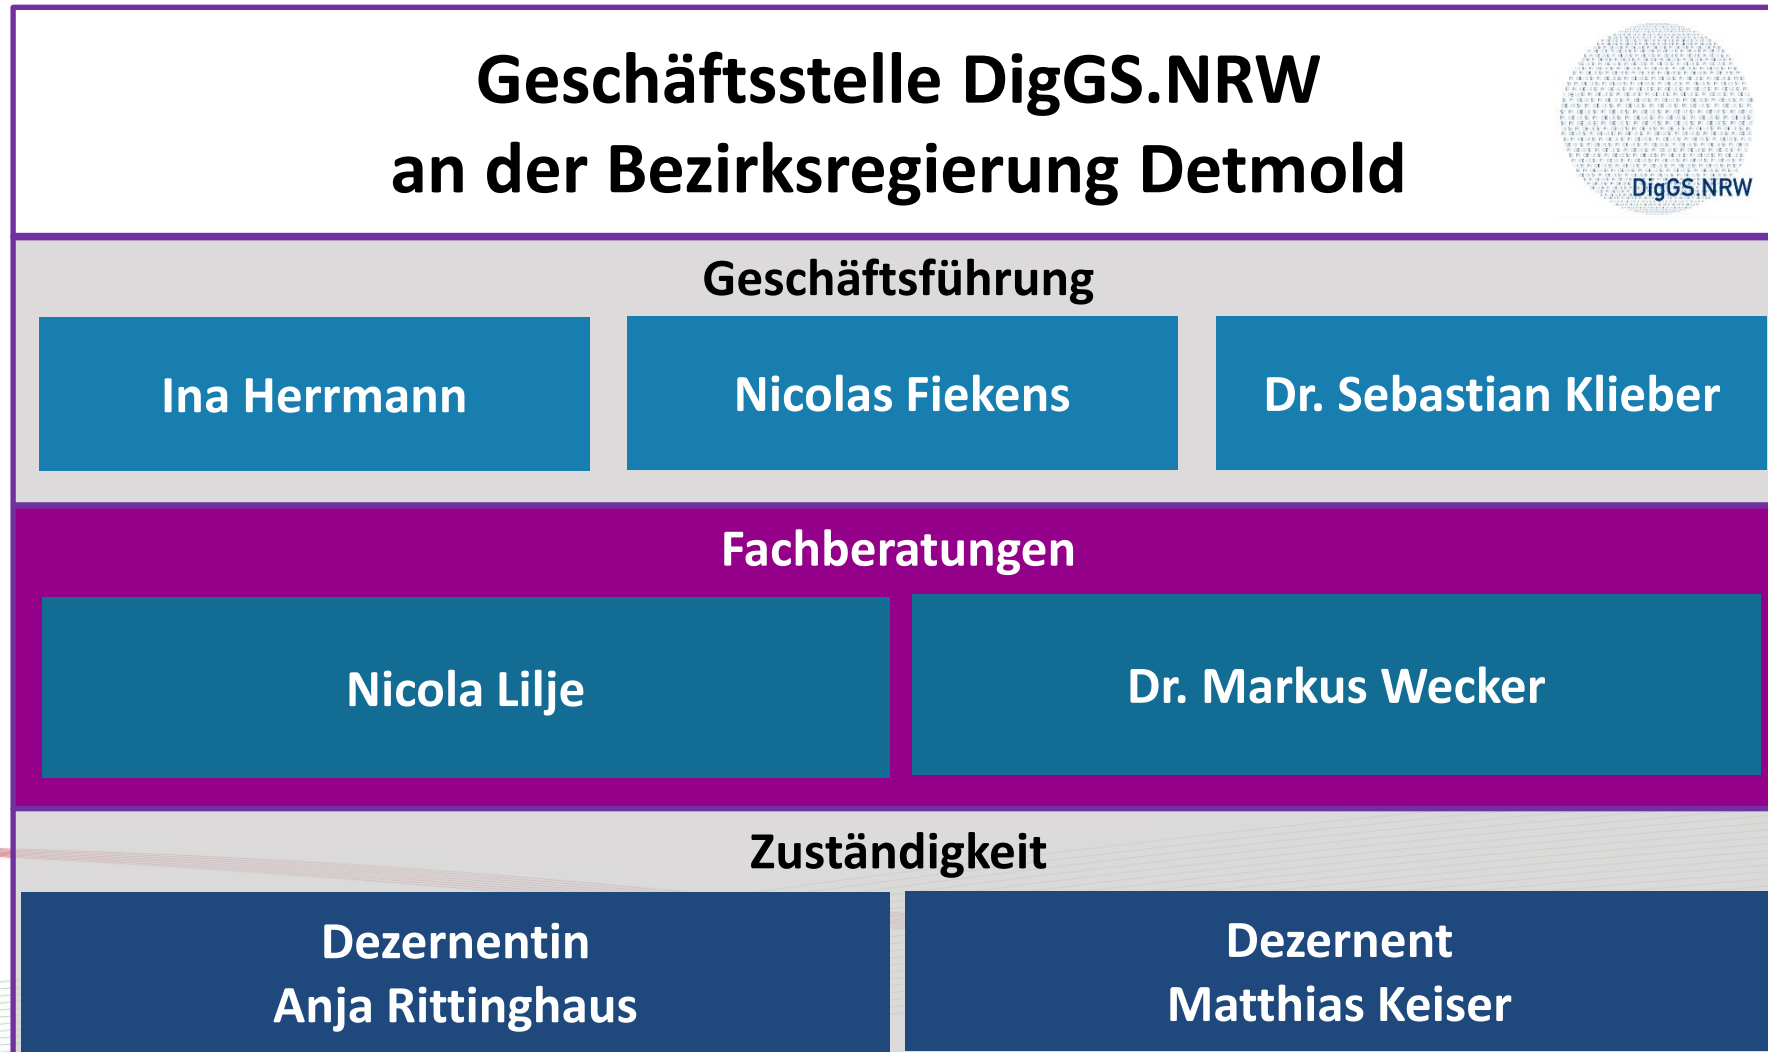 Geschäftsstelle DigGS.NRW
an der Bezirksregierung Detmold
DigGS.NRW
Geschäftsführung
Ina Herrmann
Nicolas Fiekens
Dr. Sebastian Klieber
Fachberatungen
Nicola Lilje
Dr. Markus Wecker
Zuständigkeit
Dezernentin
Anja Rittinghaus
Dezernent
Matthias Keiser